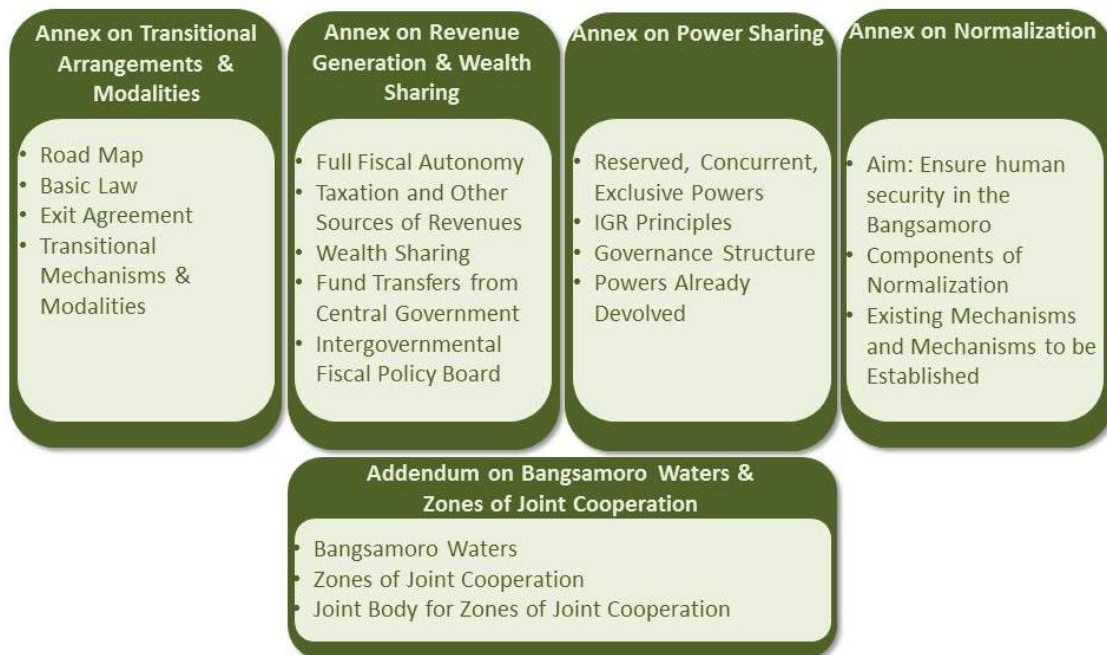 Annex on Transitional
Arrangements &
Modalities
• Road Map
• Basic Law
• Exit Agreement
• Transitional
Mechanisms &
Modalities
Annex on Revenue
Generation & Wealth
Sharing
• Full Fiscal Autonomy
• Taxation and Other
Sources of Revenues
• Wealth Sharing
• Fund Transfers from
Central Government
• Intergovernmental
Fiscal Policy Board
Annex on Power Sharing
• Reserved, Concurrent,
Exclusive Powers
• IGR Principles
• Governance Structure
• Powers Already
Devolved
Annex on Normalization
• Aim: Ensure human
security in the
Bangsamoro
• Components of
Normalization
• Existing Mechanisms
and Mechanisms to be
Established
Addendum on Bangsamoro Waters &
Zones of Joint Cooperation
• Bangsamoro Waters
• Zones of Joint Cooperation
• Joint Body for Zones of Joint Cooperation